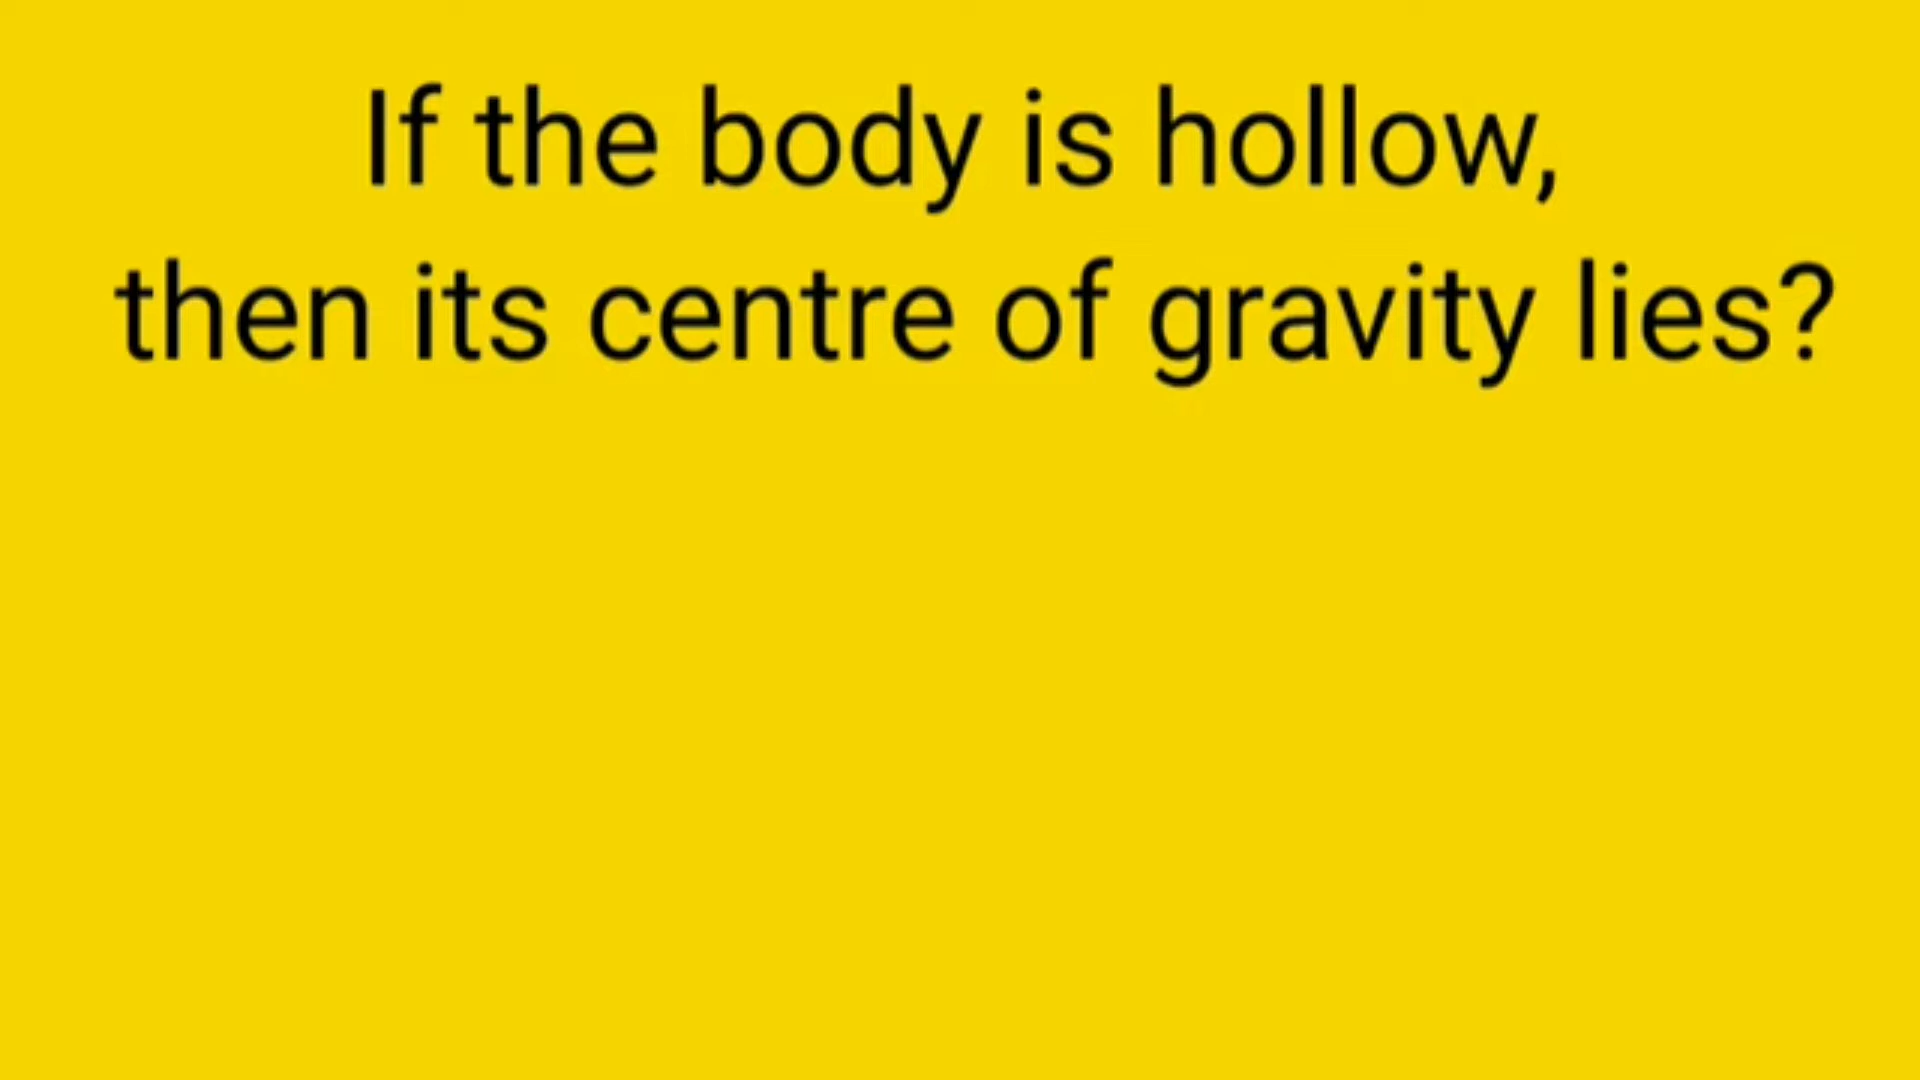 If the body is hollow,
then its centre of gravity lies?